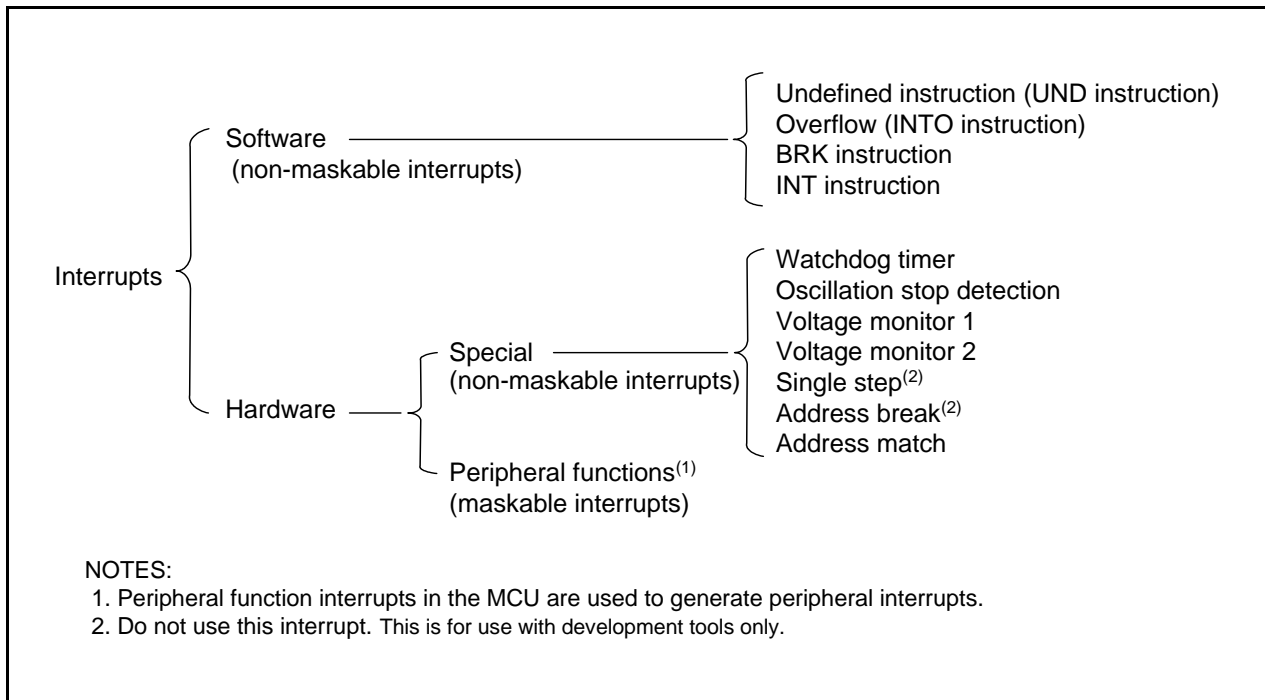 Undefined instruction (UND instruction)
Overflow (INTO instruction)
BRK instruction
INT instruction
Software
(non-maskable interrupts)
Interrupts
Watchdog timer
Oscillation stop detection
Voltage monitor 1
Voltage monitor 2
Single step(2)
Address break(2)
Address match
Special
(non-maskable interrupts)
Hardware
Peripheral functions(1)
(maskable interrupts)
NOTES:
1. Peripheral function interrupts in the MCU are used to generate peripheral interrupts.
2. Do not use this interrupt. This is for use with development tools only.